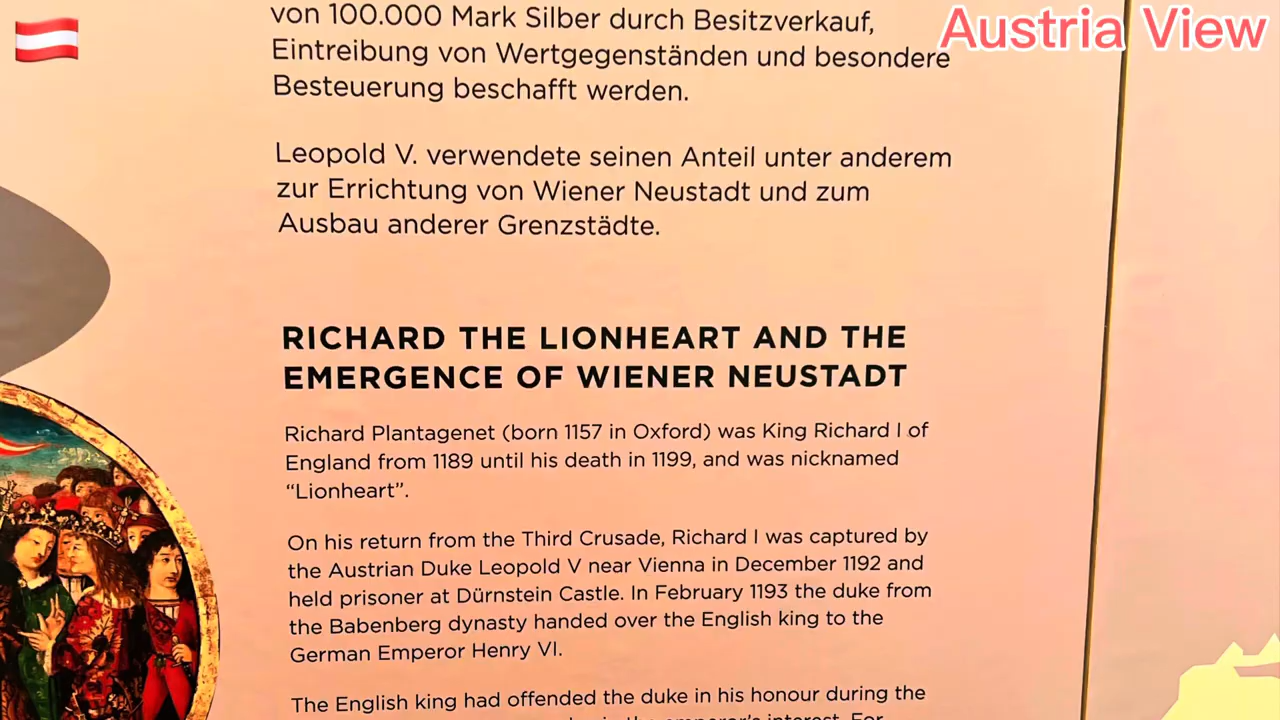 Austria View
von 100.000 Mark Silber durch Besitzverkauf,
Eintreibung von Wertgegenständen und besondere
Besteuerung beschafft werden.
Leopold V. verwendete seinen Anteil unter anderem
zur Errichtung von Wiener Neustadt und zum
Ausbau anderer Grenzstädte.
RICHARD THE LIONHEART AND THE
EMERGENCE OF WIENER NEUSTADT
Richard Plantagenet (born 1157 in Oxford) was King Richard I of
England from 1189 until his death in 1199, and was nicknamed
“Lionheart”.
On his return from the Third Crusade, Richard I was captured by
the Austrian Duke Leopold V near Vienna in December 1192 and
held prisoner at Dürnstein Castle. In February 1193 the duke from
the Babenberg dynasty handed over the English king to the
German Emperor Henry VI.
The English king had offended the duke in his honour during the
in the emperor's interest. For